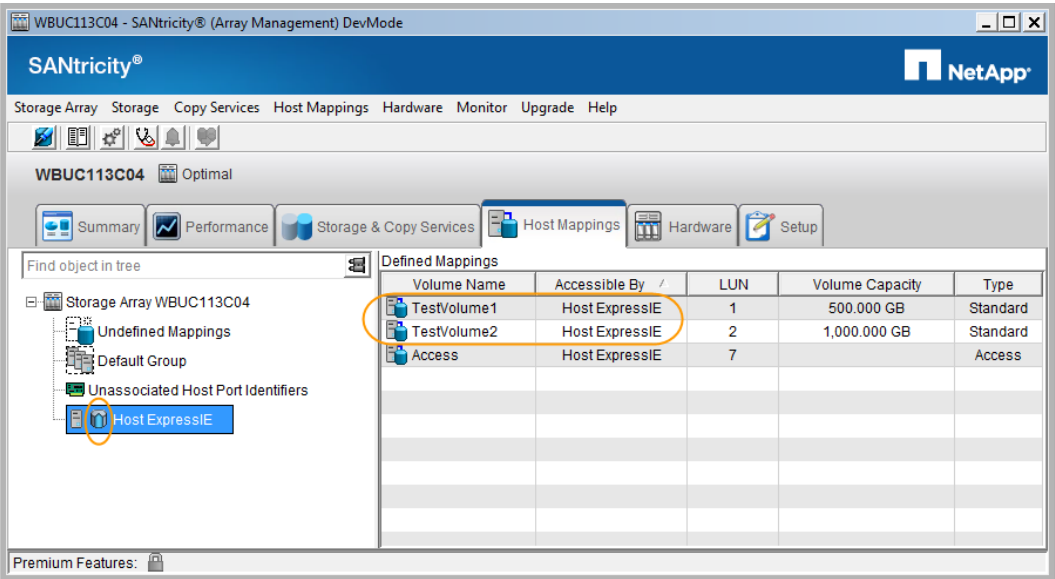 WBUC113C04 - SANtricity® (Array Management) DevMode
SANtricity®
NetApp®
Storage Array Storage Copy Services Host Mappings Hardware Monitor Upgrade Help
WBUC113C04 Optimal
Summary Performance Storage & Copy Services Host Mappings Hardware Setup
Find object in tree
Storage Array WBUC113C04
Undefined Mappings
Default Group
Unassociated Host Port Identifiers
Host ExpressIE
Defined Mappings
Volume Name Accessible By LUN Volume Capacity Type
TestVolume1 Host ExpressIE 1 500.000 GB Standard
TestVolume2 Host ExpressIE 2 1,000.000 GB Standard
Access Host ExpressIE 7 Access
Premium Features: